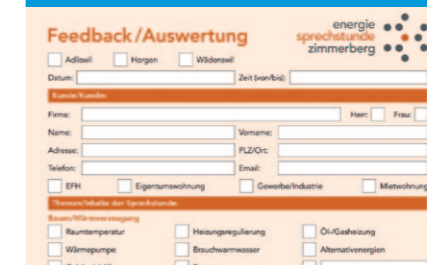 Feedback/Auswertung
energie
sprechstunde
zimmerberg
Adliswil Horgen Wädenswil
Datum: Zeit (von/bis):
Kunde/Kundin
Firma: Herr: Frau:
Name: Vorname:
Adresse: PLZ/Ort:
Telefon: Email:
EFH Eigentumswohnung Gewerbe/Industrie Mietwohnung
Themen/Inhalte der Sprechstunde
Bauen/Wärmeerzeugung
Raumtemperatur Heizungsregulierung Öl-/Gasheizung
Wärmepumpe Brauchwarmwasser Alternativenergien